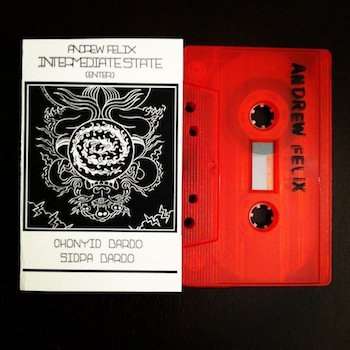 ANDREW FELIX
INTERMEDIATE STATE
(ENTER)
CHONYID BARDO
SIDPA BARDO
ANDREW FELIX